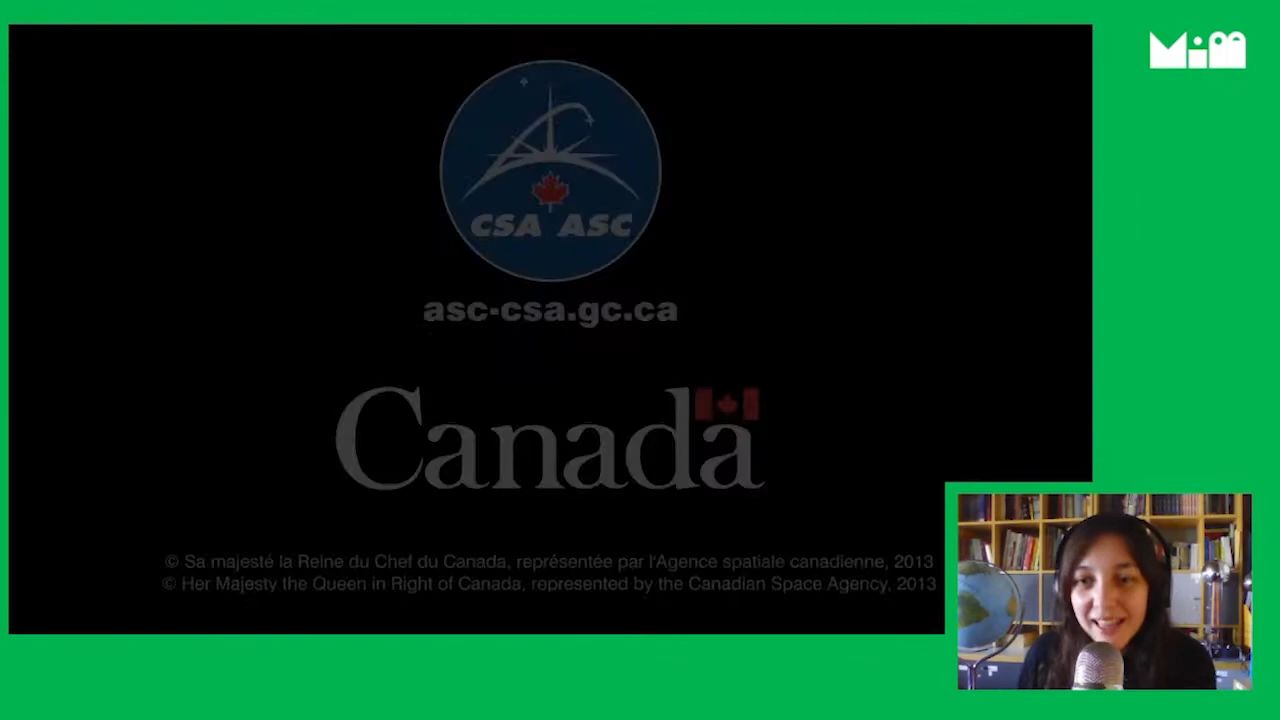 MiM
CSA ASC
asc-csa.gc.ca
Canada
© Sa majesté la Reine du Chef du Canada, représentée par l'Agence spatiale canadienne, 2013
© Her Majesty the Queen in Right of Canada, represented by the Canadian Space Agency, 2013